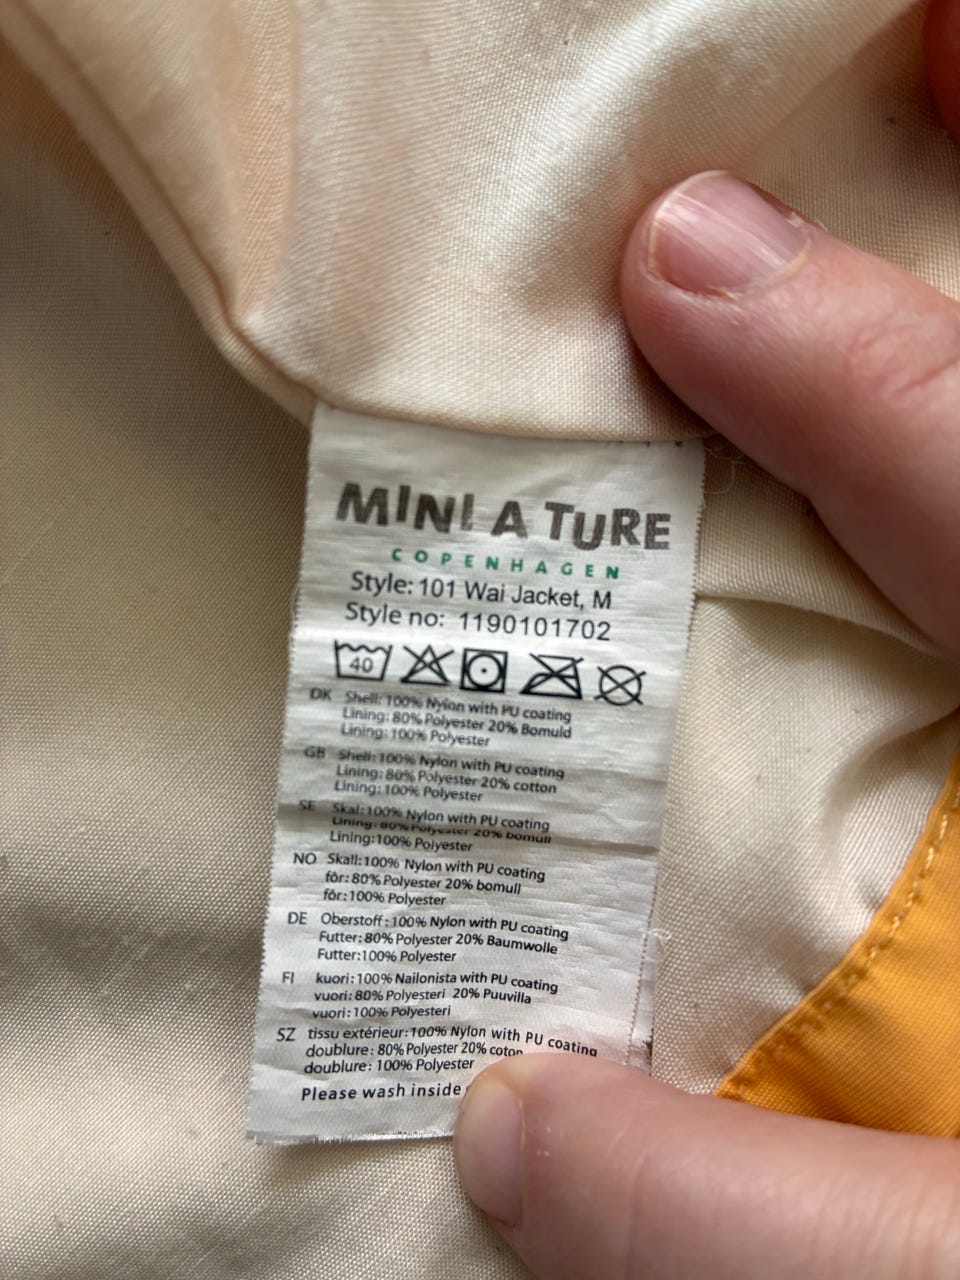 MINI A TURE
COPENHAGEN
Style: 101 Wai Jacket, M
Style no: 1190101702
40
DK Shell: 100% Nylon with PU coating
Lining: 80% Polyester 20% Bomuld
Lining: 100% Polyester
GB Shell: 100% Nylon with PU coating
Lining: 80% Polyester 20% cotton
Lining: 100% Polyester
SE Skal:100% Nylon with PU coating
Lining: 80% Polyester 20% bomull
Lining:100% Polyester
NO Skall:100% Nylon with PU coating
fôr: 80% Polyester 20% bomull
fôr: 100% Polyester
DE Oberstoff: 100% Nylon with PU coating
Futter: 80% Polyester 20% Baumwolle
Futter:100% Polyester
FI kuori: 100% Nailonista with PU coating
vuori: 80% Polyesteri 20% Puuvilla
vuori: 100% Polyesteri
SZ tissu extérieur: 100% Nylon with PU coating
doublure: 80% Polyester 20% coton
doublure: 100% Polyester
Please wash inside